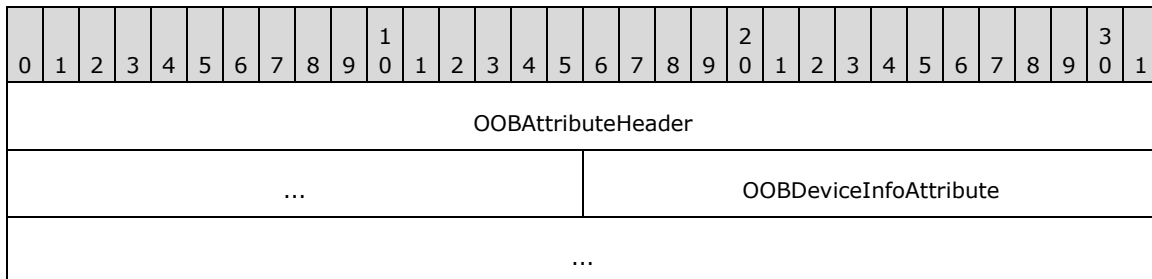 0 1 2 3 4 5 6 7 8 9 1 0 1 2 3 4 5 6 7 8 9 2 0 1 2 3 4 5 6 7 8 9 3 0 1
OOBAttributeHeader
... OOBDeviceInfoAttribute
...